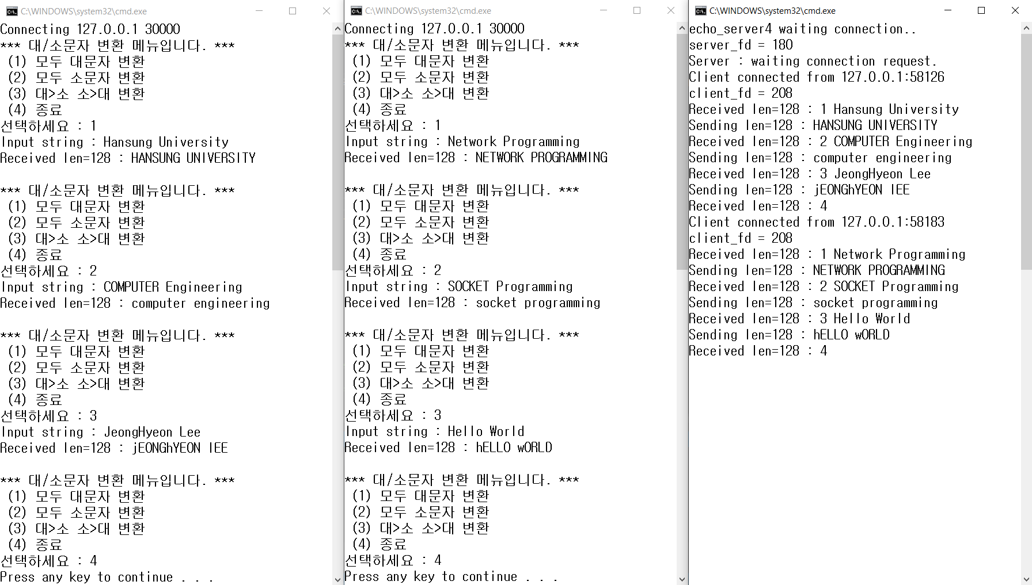 C:\WINDOWS\system32\cmd.exe
Connecting 127.0.0.1 30000
*** 대/소문자 변환 메뉴입니다. ***
(1) 모두 대문자 변환
(2) 모두 소문자 변환
(3) 대>소 소>대 변환
(4) 종료
선택하세요 : 1
Input string : Hansung University
Received len=128 : HANSUNG UNIVERSITY
*** 대/소문자 변환 메뉴입니다. ***
(1) 모두 대문자 변환
(2) 모두 소문자 변환
(3) 대>소 소>대 변환
(4) 종료
선택하세요 : 2
Input string : COMPUTER Engineering
Received len=128 : computer engineering
*** 대/소문자 변환 메뉴입니다. ***
(1) 모두 대문자 변환
(2) 모두 소문자 변환
(3) 대>소 소>대 변환
(4) 종료
선택하세요 : 3
Input string : JeongHyeon Lee
Received len=128 : jEONGhYEON lEE
*** 대/소문자 변환 메뉴입니다. ***
(1) 모두 대문자 변환
(2) 모두 소문자 변환
(3) 대>소 소>대 변환
(4) 종료
선택하세요 : 4
Press any key to continue . . .
C:\WINDOWS\system32\cmd.exe
Connecting 127.0.0.1 30000
*** 대/소문자 변환 메뉴입니다. ***
(1) 모두 대문자 변환
(2) 모두 소문자 변환
(3) 대>소 소>대 변환
(4) 종료
선택하세요 : 1
Input string : Network Programming
Received len=128 : NETWORK PROGRAMMING
*** 대/소문자 변환 메뉴입니다. ***
(1) 모두 대문자 변환
(2) 모두 소문자 변환
(3) 대>소 소>대 변환
(4) 종료
선택하세요 : 2
Input string : SOCKET Programming
Received len=128 : socket programming
*** 대/소문자 변환 메뉴입니다. ***
(1) 모두 대문자 변환
(2) 모두 소문자 변환
(3) 대>소 소>대 변환
(4) 종료
선택하세요 : 3
Input string : Hello World
Received len=128 : hELLO wORLD
*** 대/소문자 변환 메뉴입니다. ***
(1) 모두 대문자 변환
(2) 모두 소문자 변환
(3) 대>소 소>대 변환
(4) 종료
선택하세요 : 4
Press any key to continue . . .
C:\WINDOWS\system32\cmd.exe
echo_server4 waiting connection..
server_fd = 180
Server : waiting connection request.
Client connected from 127.0.0.1:58126
client_fd = 208
Received len=128 : 1 Hansung University
Sending len=128 : HANSUNG UNIVERSITY
Received len=128 : 2 COMPUTER Engineering
Sending len=128 : computer engineering
Received len=128 : 3 JeongHyeon Lee
Sending len=128 : jEONGhYEON lEE
Received len=128 : 4
Client connected from 127.0.0.1:58183
client_fd = 208
Received len=128 : 1 Network Programming
Sending len=128 : NETWORK PROGRAMMING
Received len=128 : 2 SOCKET Programming
Sending len=128 : socket programming
Received len=128 : 3 Hello World
Sending len=128 : hELLO wORLD
Received len=128 : 4